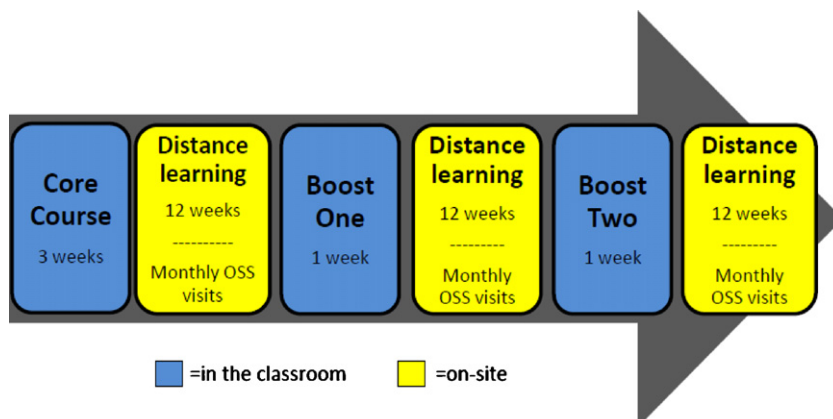 Core
Course
3 weeks
Distance
learning
12 weeks
----------
Monthly OSS
visits
Boost
One
1 week
Distance
learning
12 weeks
---------
Monthly
OSS visits
Boost
Two
1 week
Distance
learning
12 weeks
---------
Monthly
OSS visits
=in the classroom
=on-site